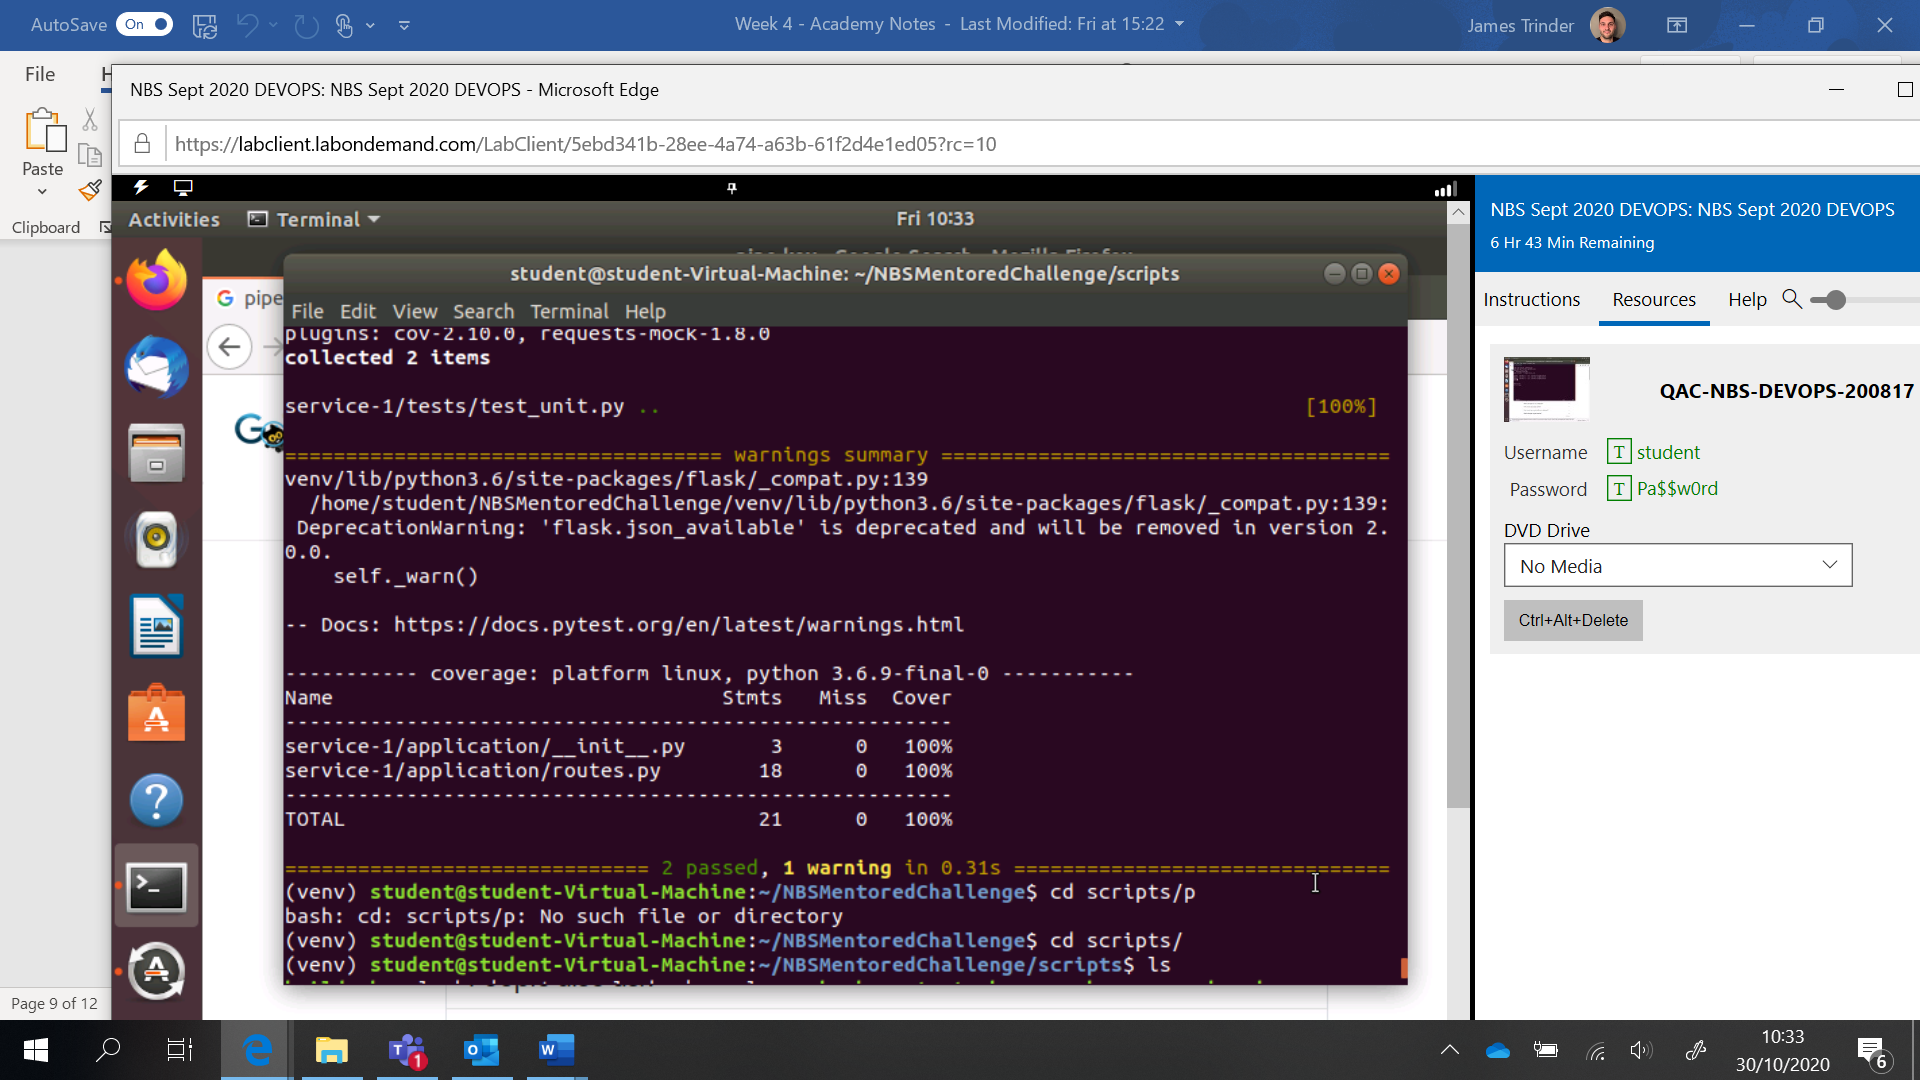 AutoSave On
Week 4 - Academy Notes - Last Modified: Fri at 15:22
James Trinder
File
H
NBS Sept 2020 DEVOPS: NBS Sept 2020 DEVOPS - Microsoft Edge
https://labclient.labondemand.com/LabClient/5ebd341b-28ee-4a74-a63b-61f2d4e1ed05?rc=10
Paste
Clipboard
Activities
Terminal
Fri 10:33
student@student-Virtual-Machine: ~/NBSMentoredChallenge/scripts
pipe
File Edit View Search Terminal Help
plugins: cov-2.10.0, requests-mock-1.8.0
collected 2 items
service-1/tests/test_unit.py .. [100%]
==================================== warnings summary =====================================
venv/lib/python3.6/site-packages/flask/_compat.py:139
/home/student/NBSMentoredChallenge/venv/lib/python3.6/site-packages/flask/_compat.py:139:
DeprecationWarning: 'flask.json_available' is deprecated and will be removed in version 2.
0.0.
self._warn()
-- Docs: https://docs.pytest.org/en/latest/warnings.html
----------- coverage: platform linux, python 3.6.9-final-0 -----------
Name Stmts Miss Cover
-------------------------------------------------------
service-1/application/__init__.py 3 0 100%
service-1/application/routes.py 18 0 100%
-------------------------------------------------------
TOTAL 21 0 100%
============================== 2 passed, 1 warning in 0.31s ===============================
(venv) student@student-Virtual-Machine:~/NBSMentoredChallenge$ cd scripts/p
bash: cd: scripts/p: No such file or directory
(venv) student@student-Virtual-Machine:~/NBSMentoredChallenge$ cd scripts/
(venv) student@student-Virtual-Machine:~/NBSMentoredChallenge/scripts$ ls
NBS Sept 2020 DEVOPS: NBS Sept 2020 DEVOPS
6 Hr 43 Min Remaining
Instructions Resources Help
QAC-NBS-DEVOPS-200817
Username T student
Password T Pa$$w0rd
DVD Drive
No Media
Ctrl+Alt+Delete
Page 9 of 12
1
10:33
30/10/2020
6